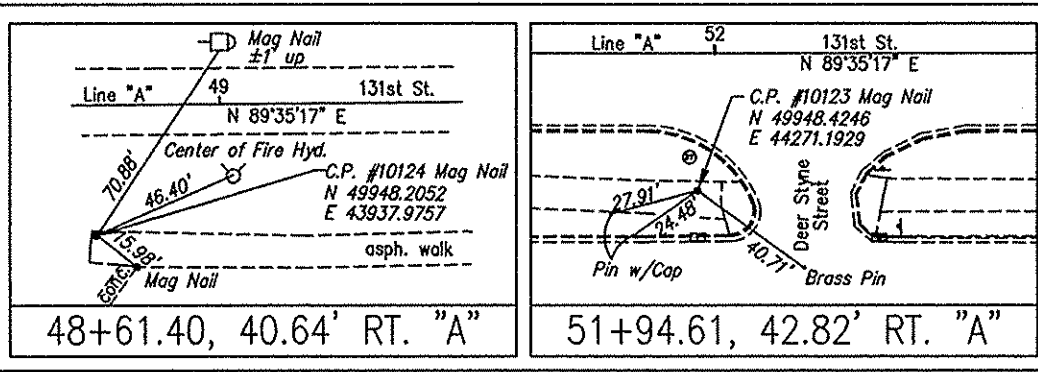 Mag Nail
±1' up
Line "A" 49 131st St.
N 89°35'17" E
Center of Fire Hyd.
70.88'
46.40'
C.P. #10124 Mag Nail
N 49948.2052
E 43937.9757
15.98'
asph. walk
conc.
Mag Nail
48+61.40, 40.64' RT. "A"
Line "A" 52 131st St.
N 89°35'17" E
C.P. #10123 Mag Nail
N 49948.4246
E 44271.1929
27.91'
24.48'
40.71'
Deer Styne
Street
Pin w/Cap
Brass Pin
51+94.61, 42.82' RT. "A"